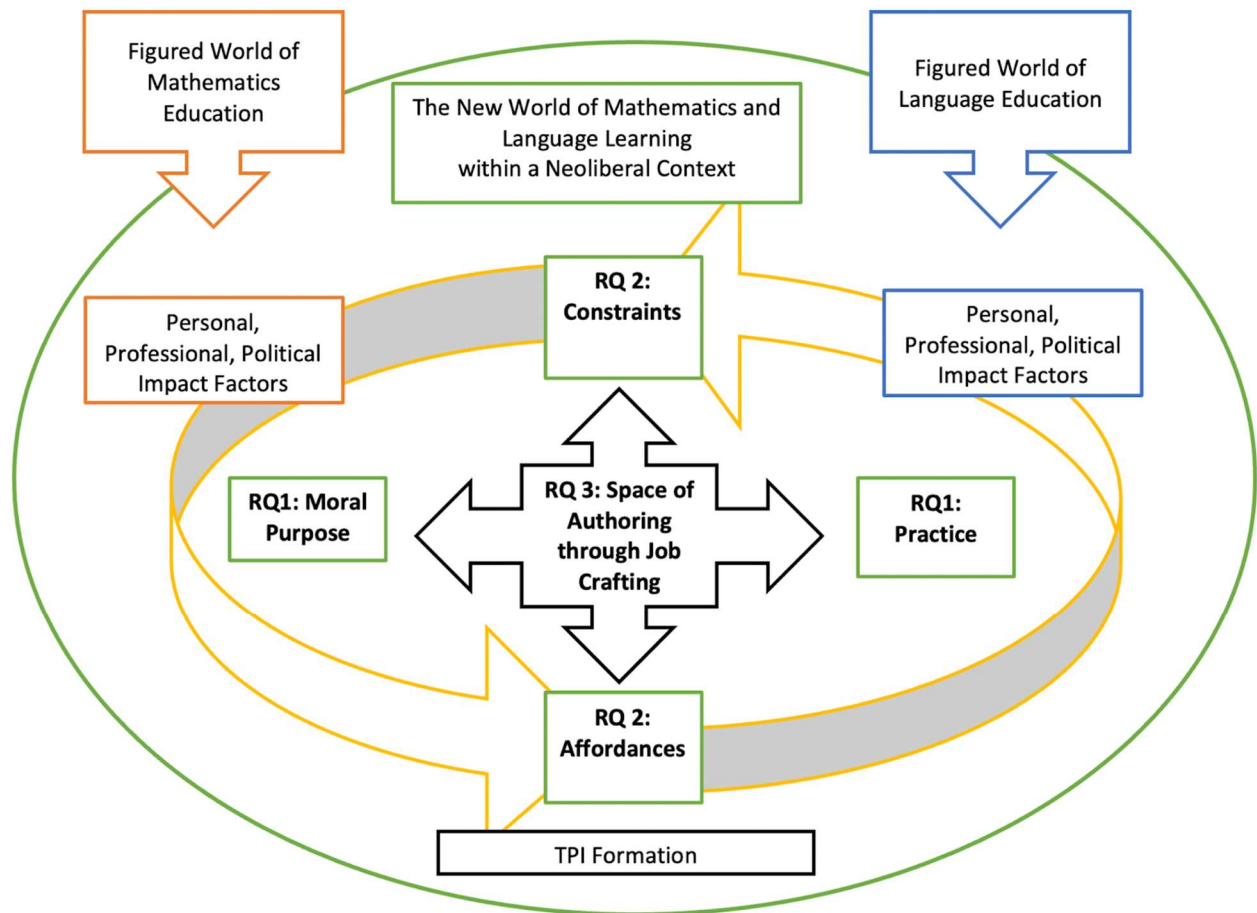 Figured World of
Mathematics
Education
Figured World of
Language Education
The New World of Mathematics and
Language Learning
within a Neoliberal Context
RQ 2:
Constraints
Personal,
Professional, Political
Impact Factors
Personal,
Professional, Political
Impact Factors
RQ1: Moral
Purpose
RQ 3: Space of
Authoring
through Job
Crafting
RQ1:
Practice
RQ 2:
Affordances
TPI Formation